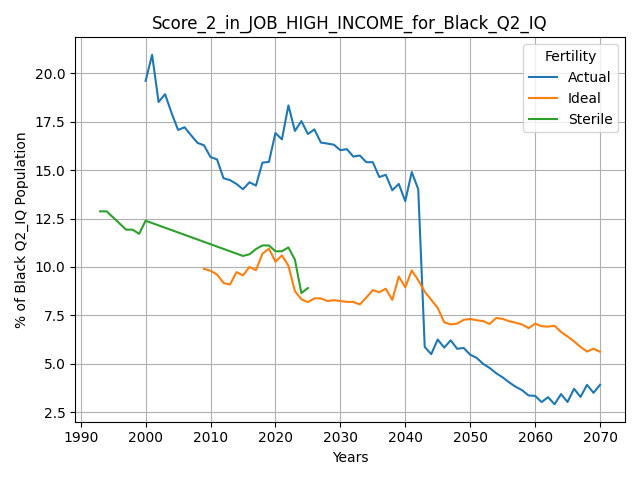 Score_2_in_JOB_HIGH_INCOME_for_Black_Q2_IQ
Fertility
Actual
Ideal
Sterile
% of Black Q2_IQ Population
20.0
17.5
15.0
12.5
10.0
7.5
5.0
2.5
1990 2000 2010 2020 2030 2040 2050 2060 2070
Years